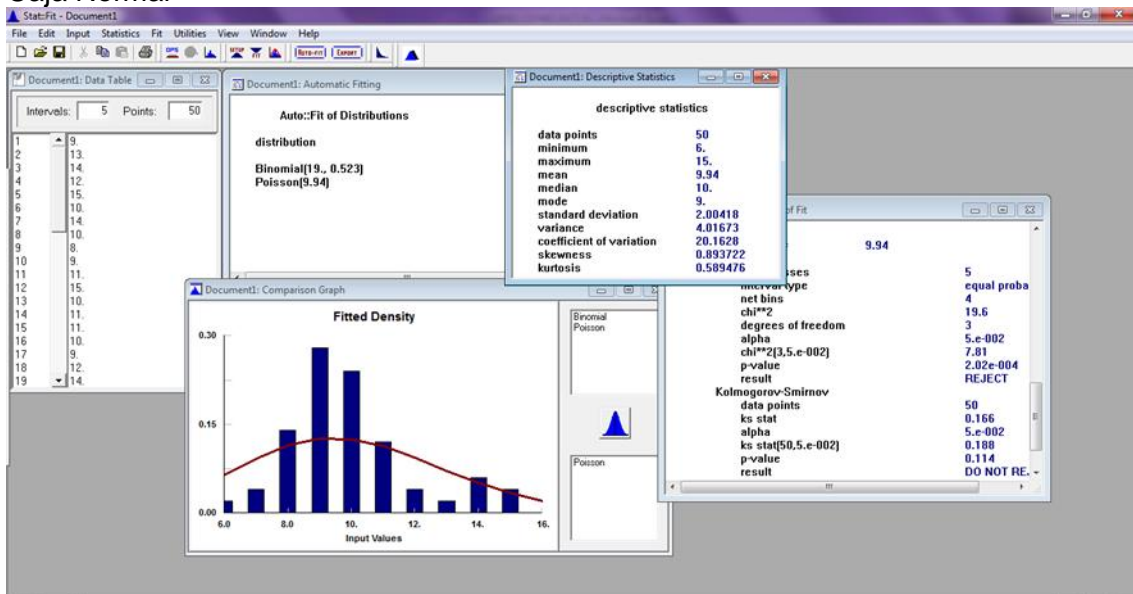 Caja Normal
Stat::Fit - Document1
File Edit Input Statistics Fit Utilities View Window Help
AUTO::FIT EXPORT
Document1: Data Table
Intervals: 5 Points: 50
1 9.
2 13.
3 14.
4 12.
5 15.
6 10.
7 14.
8 10.
9 8.
10 9.
11 11.
12 15.
13 10.
14 11.
15 11.
16 10.
17 9.
18 12.
19 14.
Document1: Automatic Fitting
Auto::Fit of Distributions
distribution
Binomial(19., 0.523)
Poisson(9.94)
Document1: Descriptive Statistics
descriptive statistics
data points 50
minimum 6.
maximum 15.
mean 9.94
median 10.
mode 9.
standard deviation 2.00418
variance 4.01673
coefficient of variation 20.1628
skewness 0.893722
kurtosis 0.589476
of Fit
9.94
5
equal proba
net bins 4
chi**2 19.6
degrees of freedom 3
alpha 5.e-002
chi**2(3,5.e-002) 7.81
p-value 2.02e-004
result REJECT
Kolmogorov-Smirnov
data points 50
ks stat 0.166
alpha 5.e-002
ks stat(50,5.e-002) 0.188
p-value 0.114
result DO NOT RE
Document1: Comparison Graph
Fitted Density
0.30
0.15
0.00
6.0 8.0 10. 12. 14. 16.
Input Values
Binomial
Poisson
Poisson